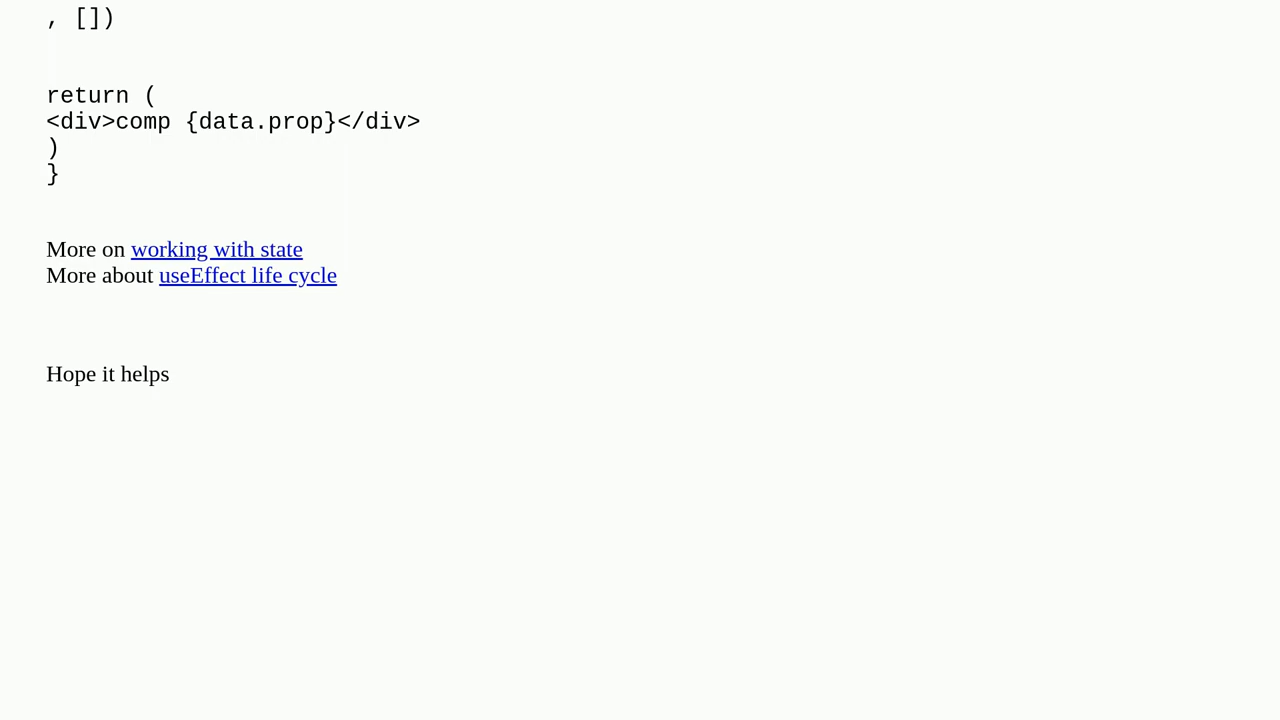 , [])
return (
<div>comp {data.prop}</div>
)
}
More on working with state
More about useEffect life cycle
Hope it helps